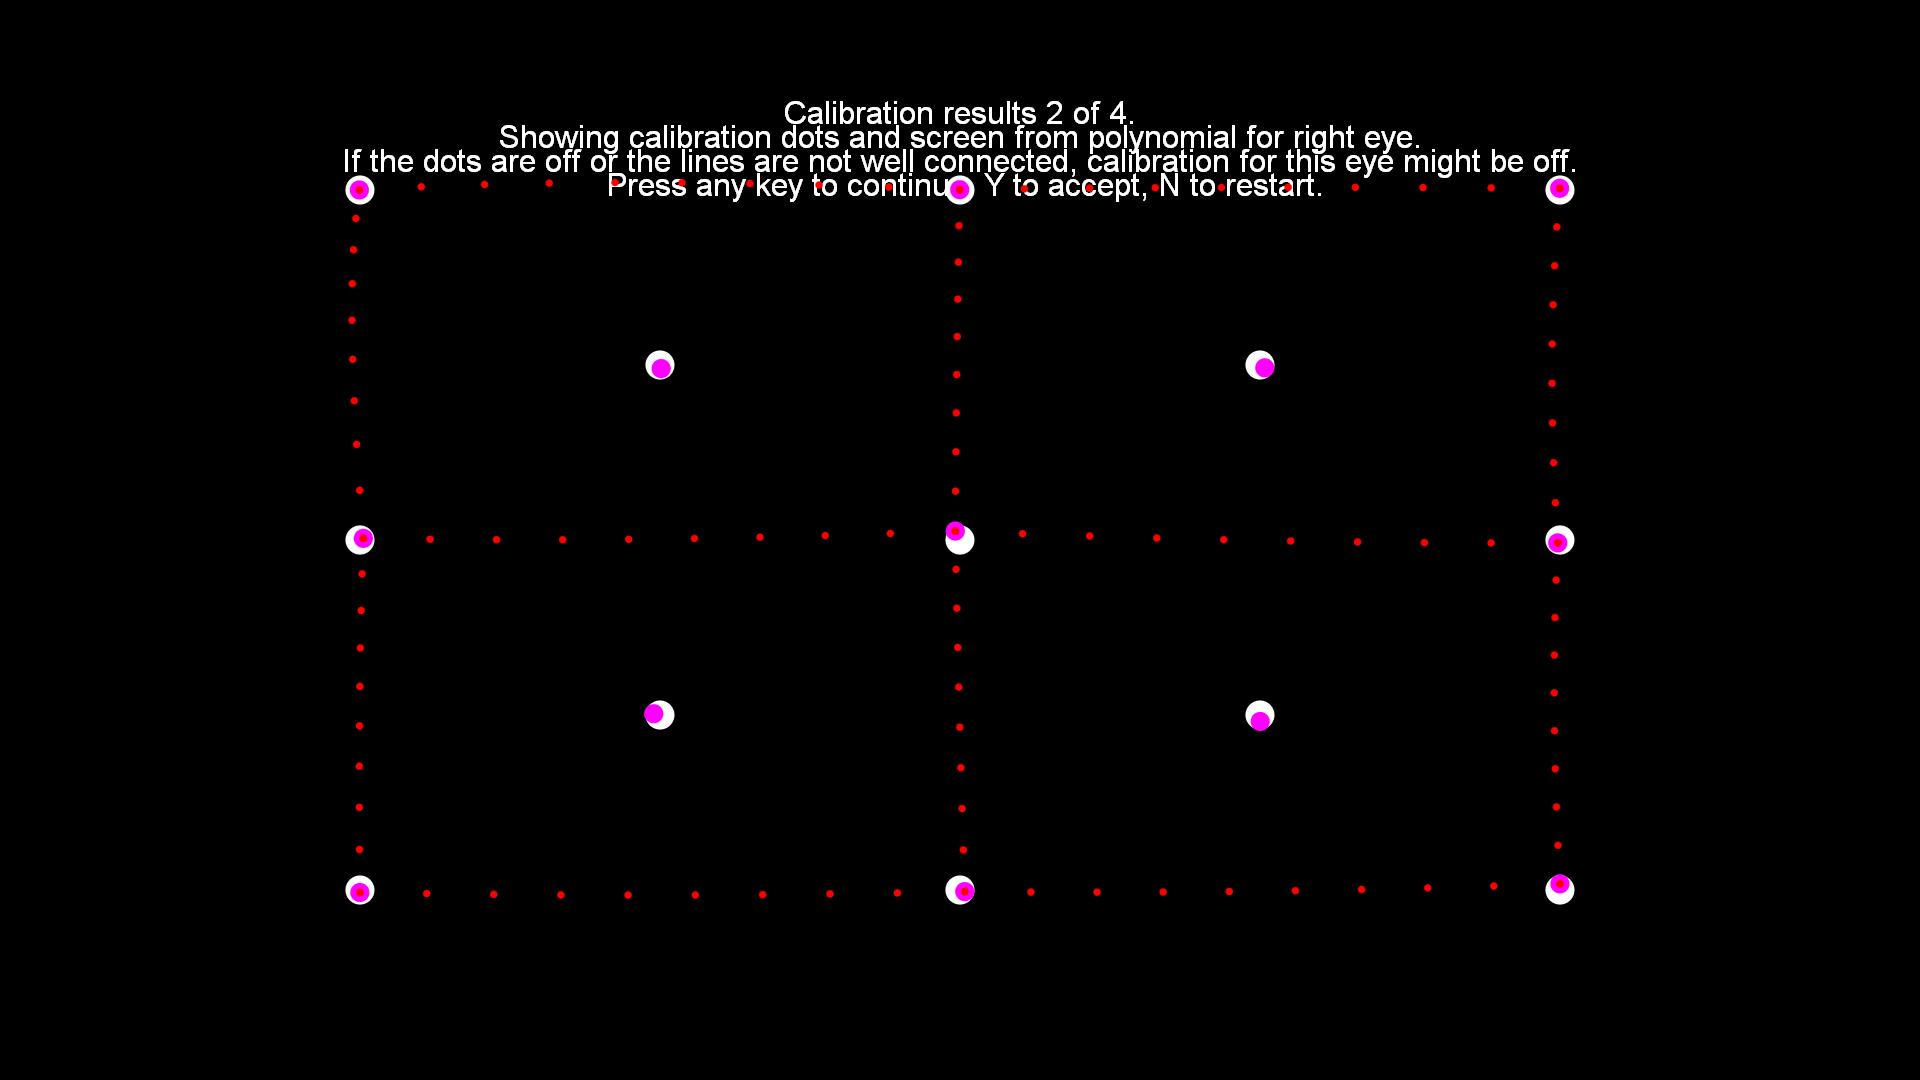 Calibration results 2 of 4.
Showing calibration dots and screen from polynomial for right eye.
If the dots are off or the lines are not well connected, calibration for this eye might be off.
Press any key to continue, Y to accept, N to restart.